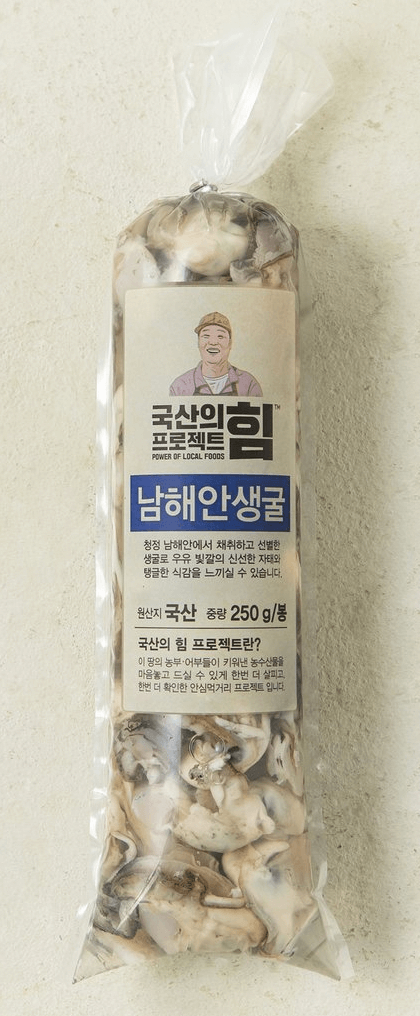 국산의힘
프로젝트
TM
POWER OF LOCAL FOODS
남해안생굴
청정 남해안에서 채취하고 선별한
생굴로 우유 빛깔의 신선한 자태와
탱글한 식감을 느끼실 수 있습니다.
원산지 국산 중량 250 g/봉
국산의 힘 프로젝트란?
이 땅의 농부·어부들이 키워낸 농수산물을
마음놓고 드실 수 있게 한번 더 살피고,
한번 더 확인한 안심먹거리 프로젝트 입니다.